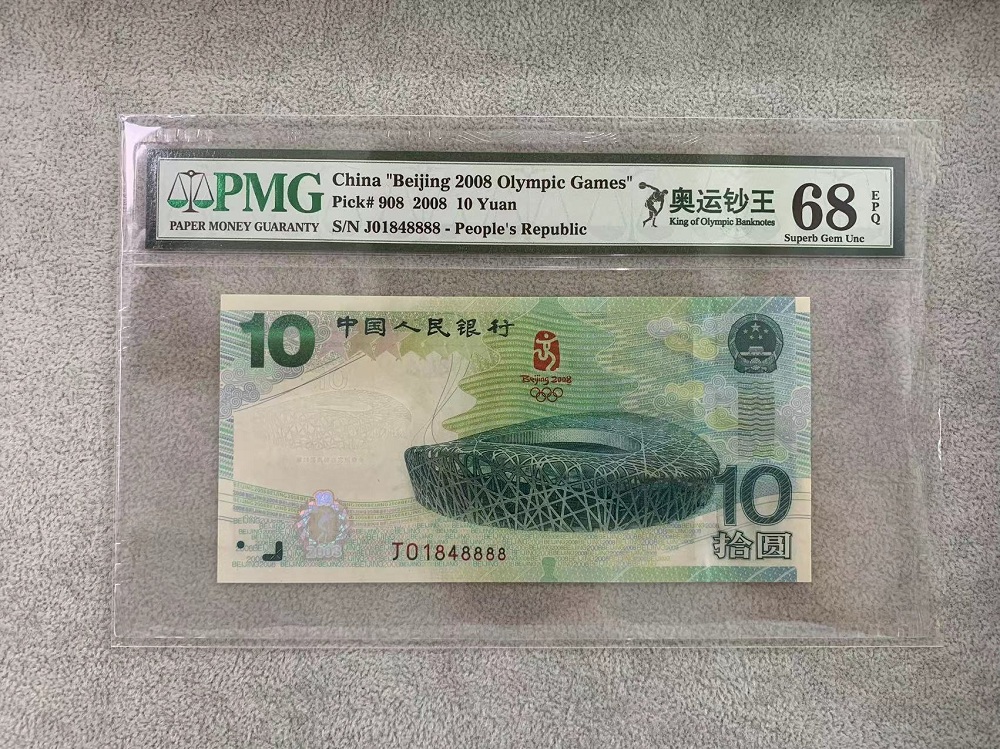 PMG
PAPER MONEY GUARANTY
China "Beijing 2008 Olympic Games"
Pick# 908 2008 10 Yuan
S/N J01848888 - People's Republic
奥运钞王
King of Olympic Banknotes
68
EPQ
Superb Gem Unc
10
中国人民银行
Beijing 2008
10
拾圆
2008
J01848888